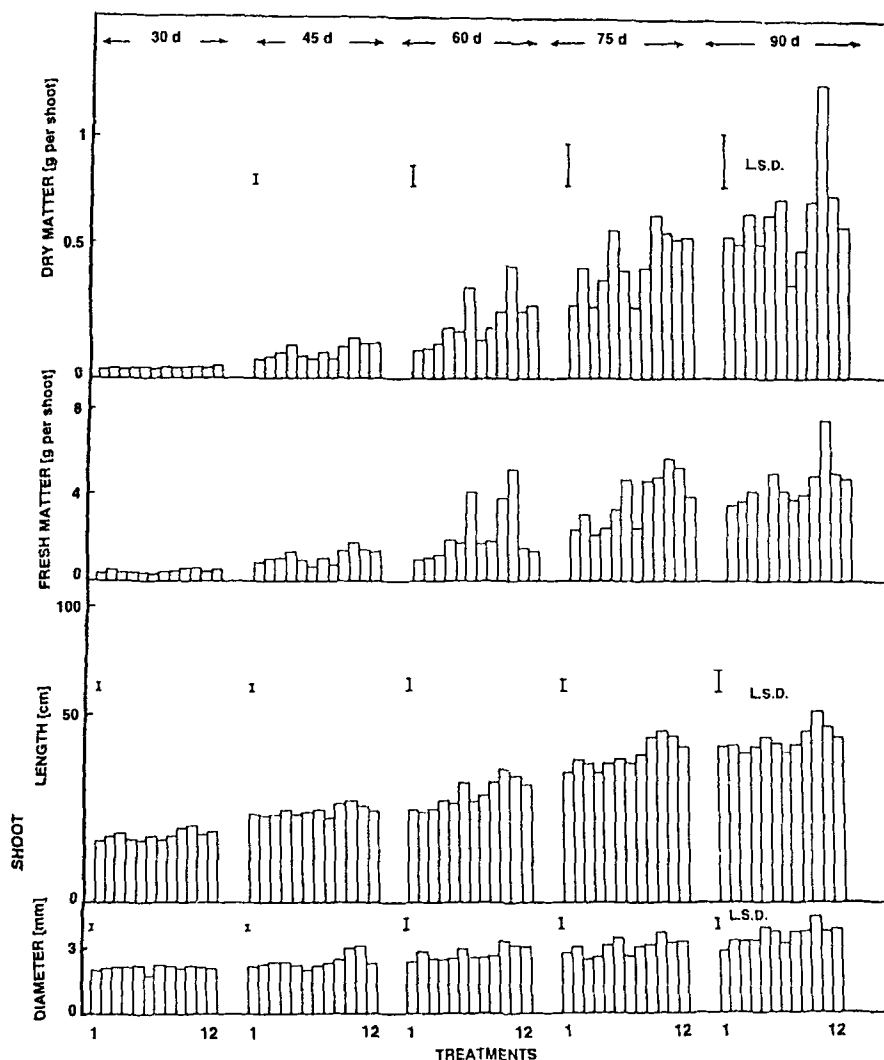 30 d 45 d 60 d 75 d 90 d
DRY MATTER [g per shoot]
1
0.5
0
L.S.D.
FRESH MATTER [g per shoot]
8
4
0
SHOOT
LENGTH [cm]
100
50
0
L.S.D.
DIAMETER [mm]
3
0
L.S.D.
1 12 1 12 1 12 1 12 1 12
TREATMENTS